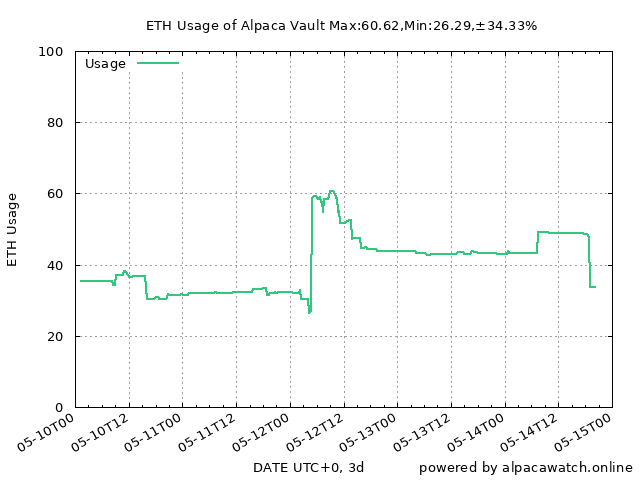 ETH Usage of Alpaca Vault Max:60.62,Min:26.29,±34.33%
Usage
100
80
60
40
20
0
ETH Usage
05-10T00
05-10T12
05-11T00
05-11T12
05-12T00
05-12T12
05-13T00
05-13T12
05-14T00
05-14T12
05-15T00
DATE UTC+0, 3d
powered by alpacawatch.online